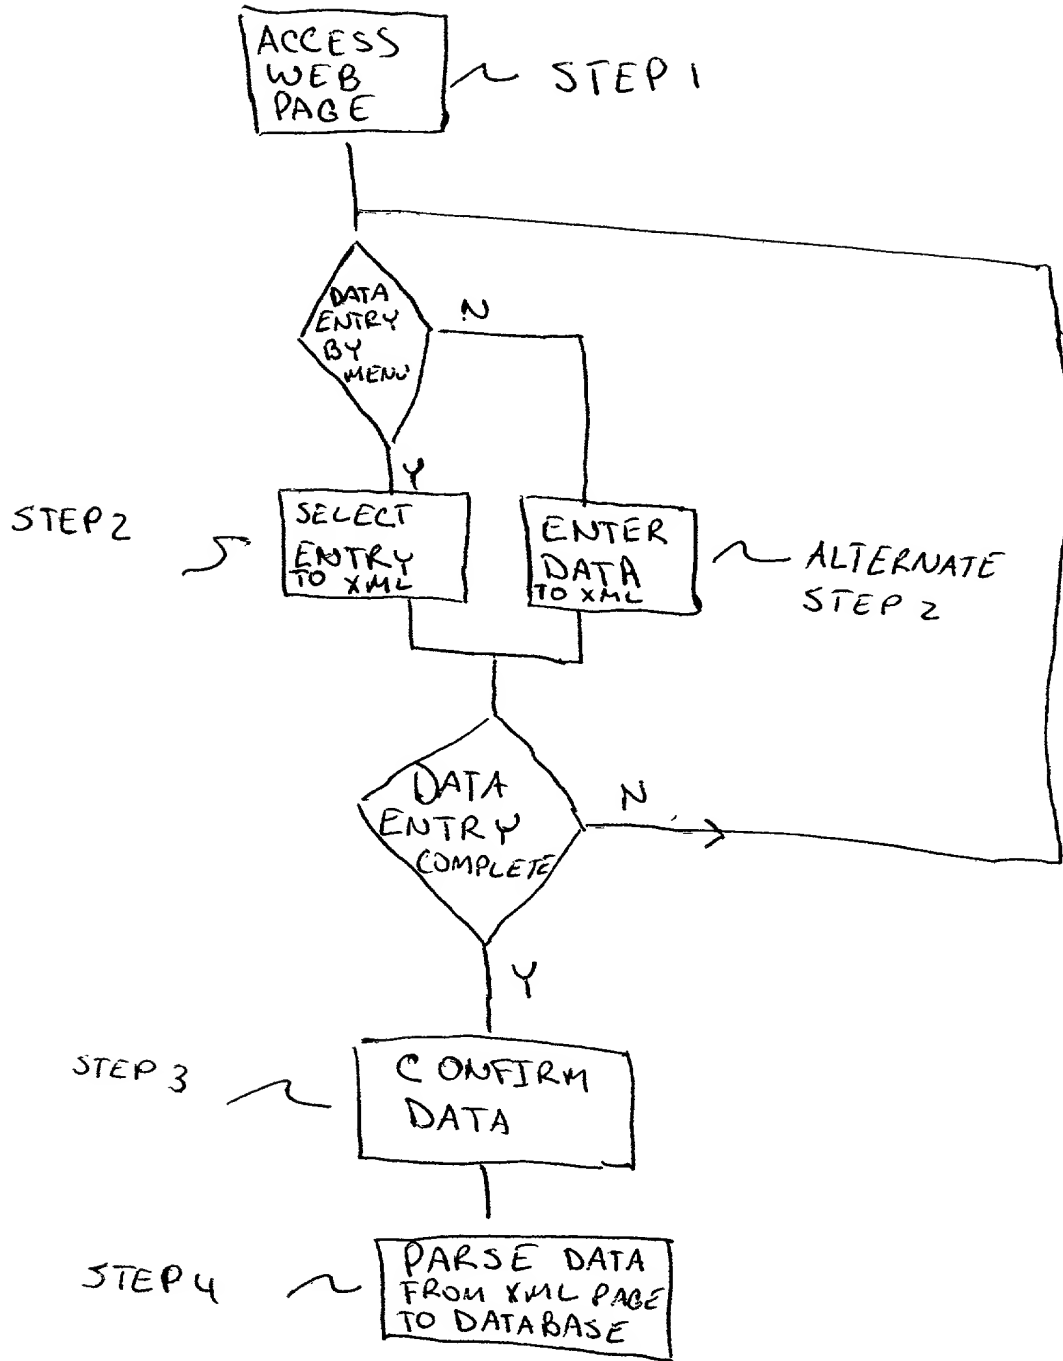 ACCESS
WEB
PAGE
STEP 1
DATA
ENTRY
BY
MENU
N
Y
STEP 2
SELECT
ENTRY
TO XML
ENTER
DATA
TO XML
ALTERNATE
STEP 2
DATA
ENTRY
COMPLETE
N
Y
STEP 3
CONFIRM
DATA
STEP 4
PARSE DATA
FROM XML PAGE
TO DATABASE